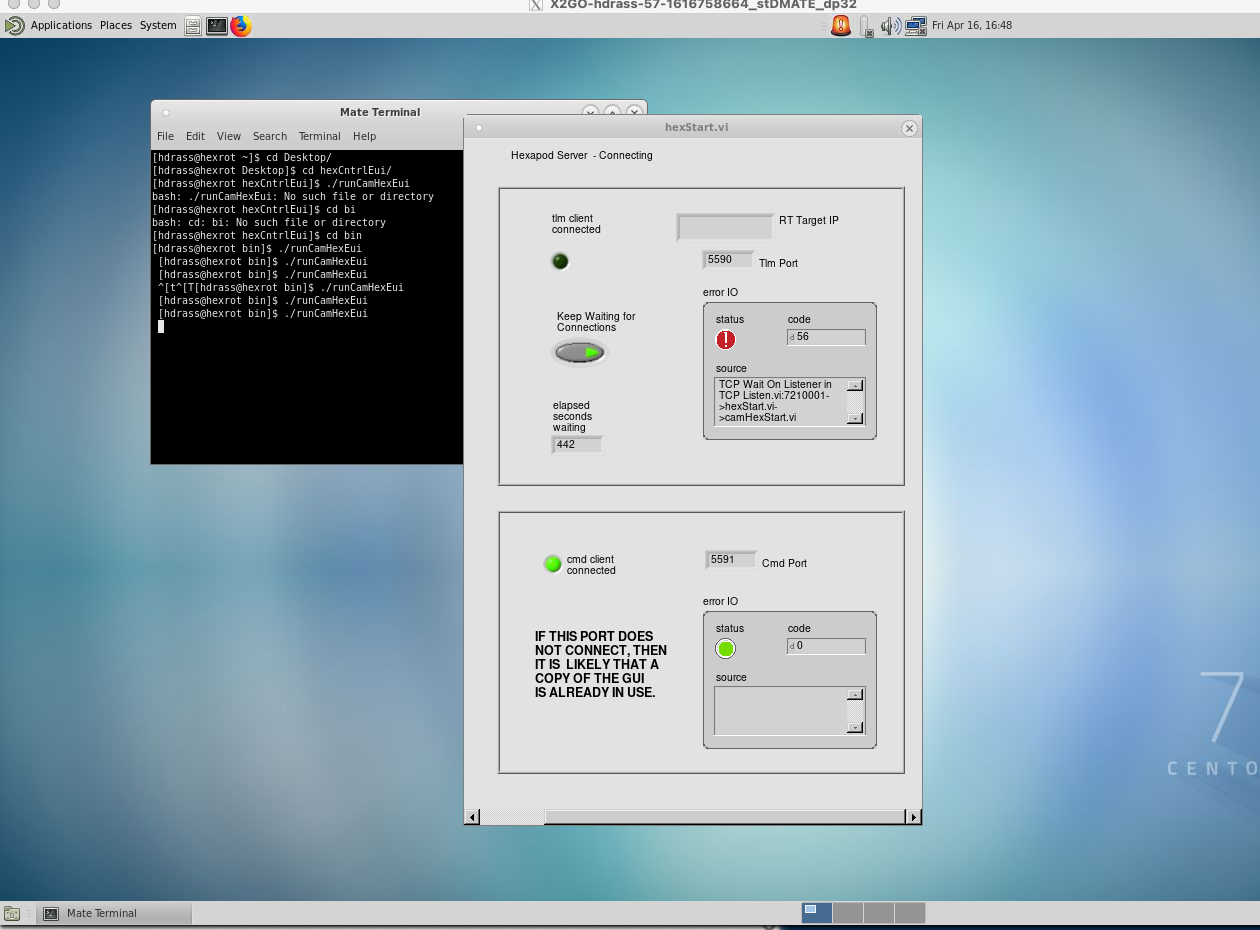 X2GO-hdrass-57-1616758664_stDMATE_dp32
Applications Places System
Fri Apr 16, 16:48
Mate Terminal
File Edit View Search Terminal Help
[hdrass@hexrot ~]$ cd Desktop/
[hdrass@hexrot Desktop]$ cd hexCntrlEui/
[hdrass@hexrot hexCntrlEui]$ ./runCamHexEui
bash: ./runCamHexEui: No such file or directory
[hdrass@hexrot hexCntrlEui]$ cd bi
bash: cd: bi: No such file or directory
[hdrass@hexrot hexCntrlEui]$ cd bin
[hdrass@hexrot bin]$ ./runCamHexEui
[hdrass@hexrot bin]$ ./runCamHexEui
[hdrass@hexrot bin]$ ./runCamHexEui
^[t^[T[hdrass@hexrot bin]$ ./runCamHexEui
[hdrass@hexrot bin]$ ./runCamHexEui
[hdrass@hexrot bin]$ ./runCamHexEui
hexStart.vi
Hexapod Server - Connecting
tlm client
connected
RT Target IP
5590
Tlm Port
error IO
status
code
d 56
source
TCP Wait On Listener in
TCP Listen.vi:7210001-
>hexStart.vi-
>camHexStart.vi
Keep Waiting for
Connections
elapsed
seconds
waiting
442
cmd client
connected
5591
Cmd Port
error IO
status
code
d 0
source
IF THIS PORT DOES
NOT CONNECT, THEN
IT IS LIKELY THAT A
COPY OF THE GUI
IS ALREADY IN USE.
7
CENTO
Mate Terminal